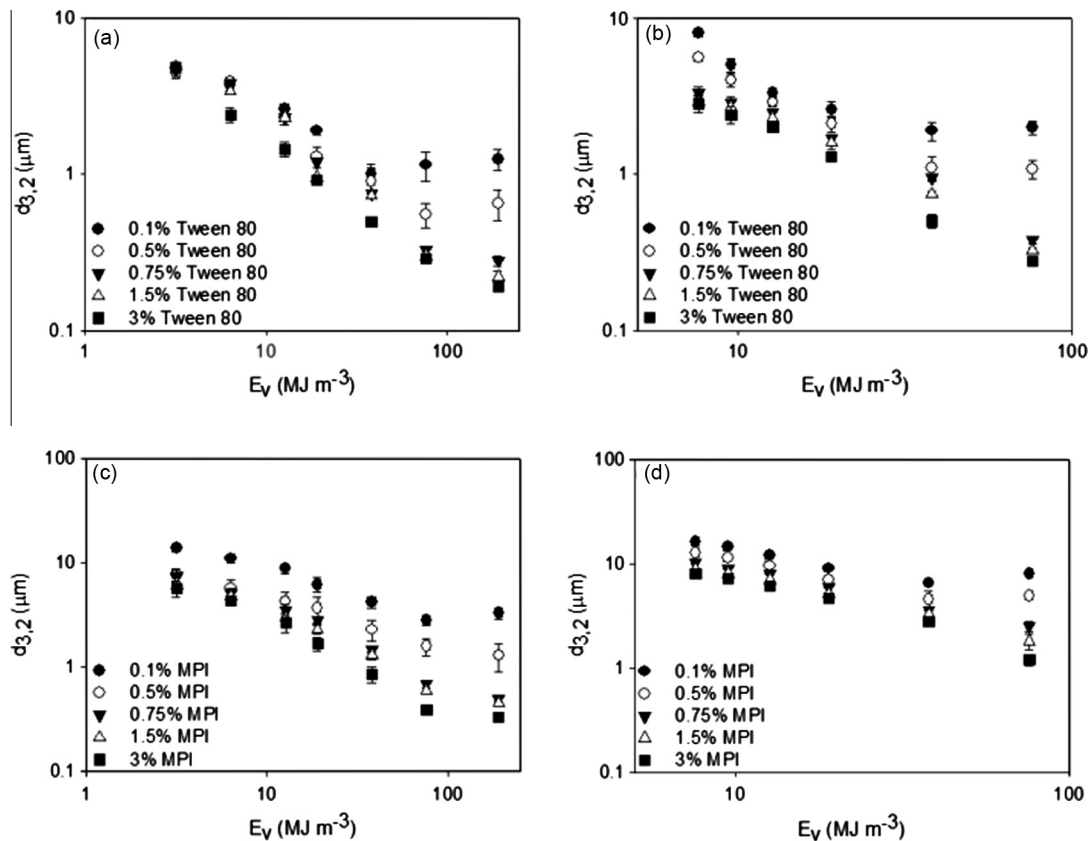 (a)
10
1
0.1
d3,2 (μm)
0.1% Tween 80
0.5% Tween 80
0.75% Tween 80
1.5% Tween 80
3% Tween 80
1
10
100
Ev (MJ m-3)
(b)
10
1
0.1
d3,2 (μm)
0.1% Tween 80
0.5% Tween 80
0.75% Tween 80
1.5% Tween 80
3% Tween 80
10
100
Ev (MJ m-3)
(c)
100
10
1
0.1
d3,2 (μm)
0.1% MPI
0.5% MPI
0.75% MPI
1.5% MPI
3% MPI
1
10
100
Ev (MJ m-3)
(d)
100
10
1
0.1
d3,2 (μm)
0.1% MPI
0.5% MPI
0.75% MPI
1.5% MPI
3% MPI
10
100
Ev (MJ m-3)